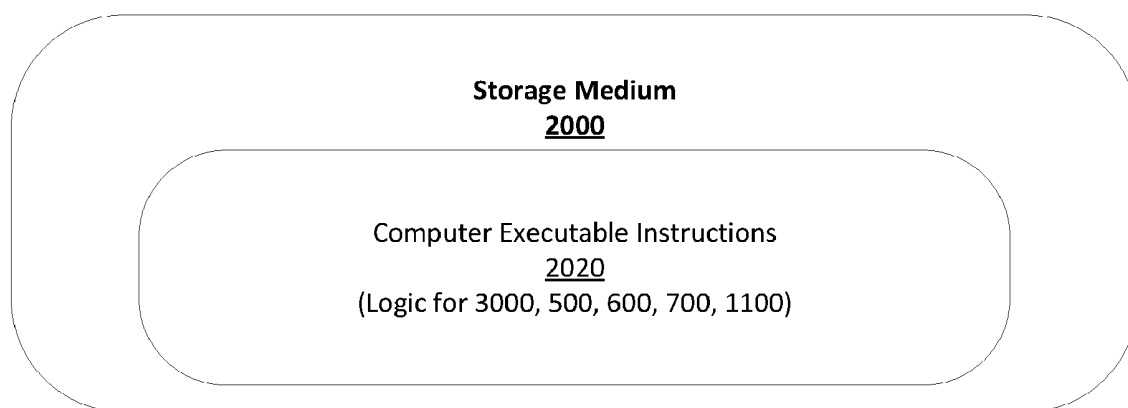 Storage Medium
2000
Computer Executable Instructions
2020
(Logic for 3000, 500, 600, 700, 1100)